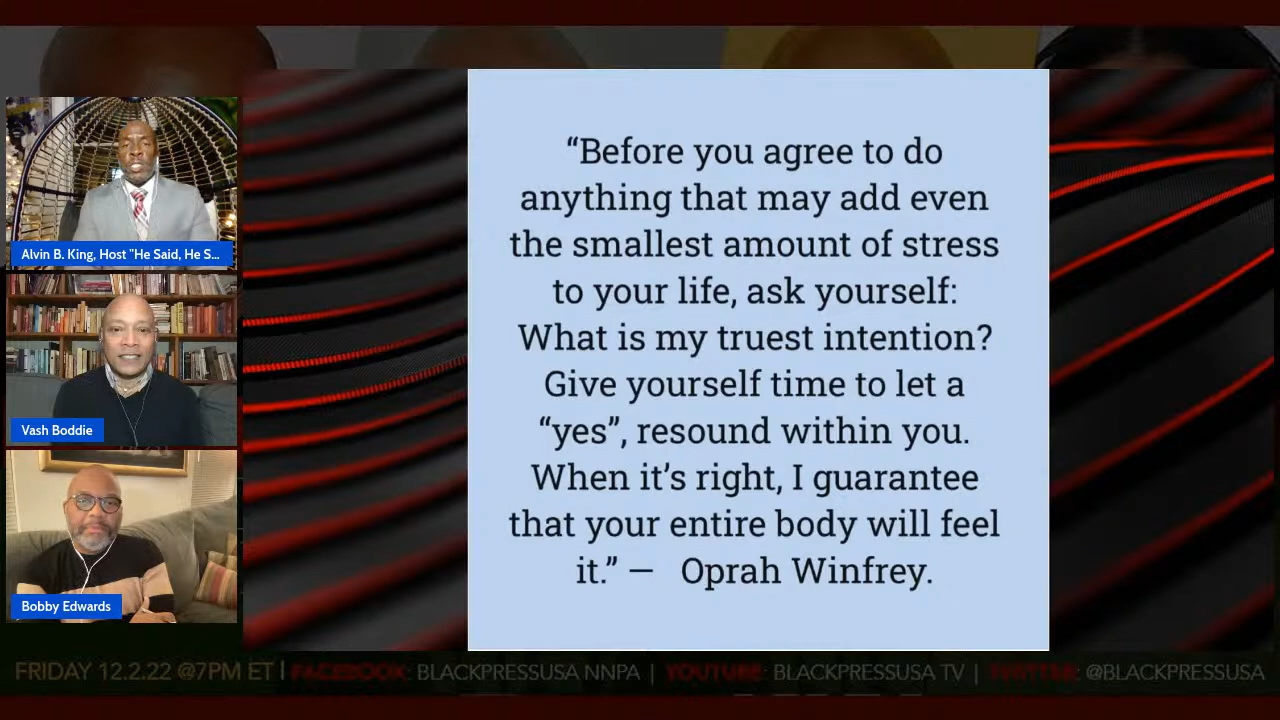 Alvin B. King, Host "He Said, He S...
Vash Boddie
Bobby Edwards
“Before you agree to do
anything that may add even
the smallest amount of stress
to your life, ask yourself:
What is my truest intention?
Give yourself time to let a
“yes”, resound within you.
When it’s right, I guarantee
that your entire body will feel
it.” — Oprah Winfrey.
FRIDAY 12.2.22 @7PM ET | FACEBOOK: BLACKPRESSUSA NNPA | YOUTUBE: BLACKPRESSUSA TV | TWITTER: @BLACKPRESSUSA